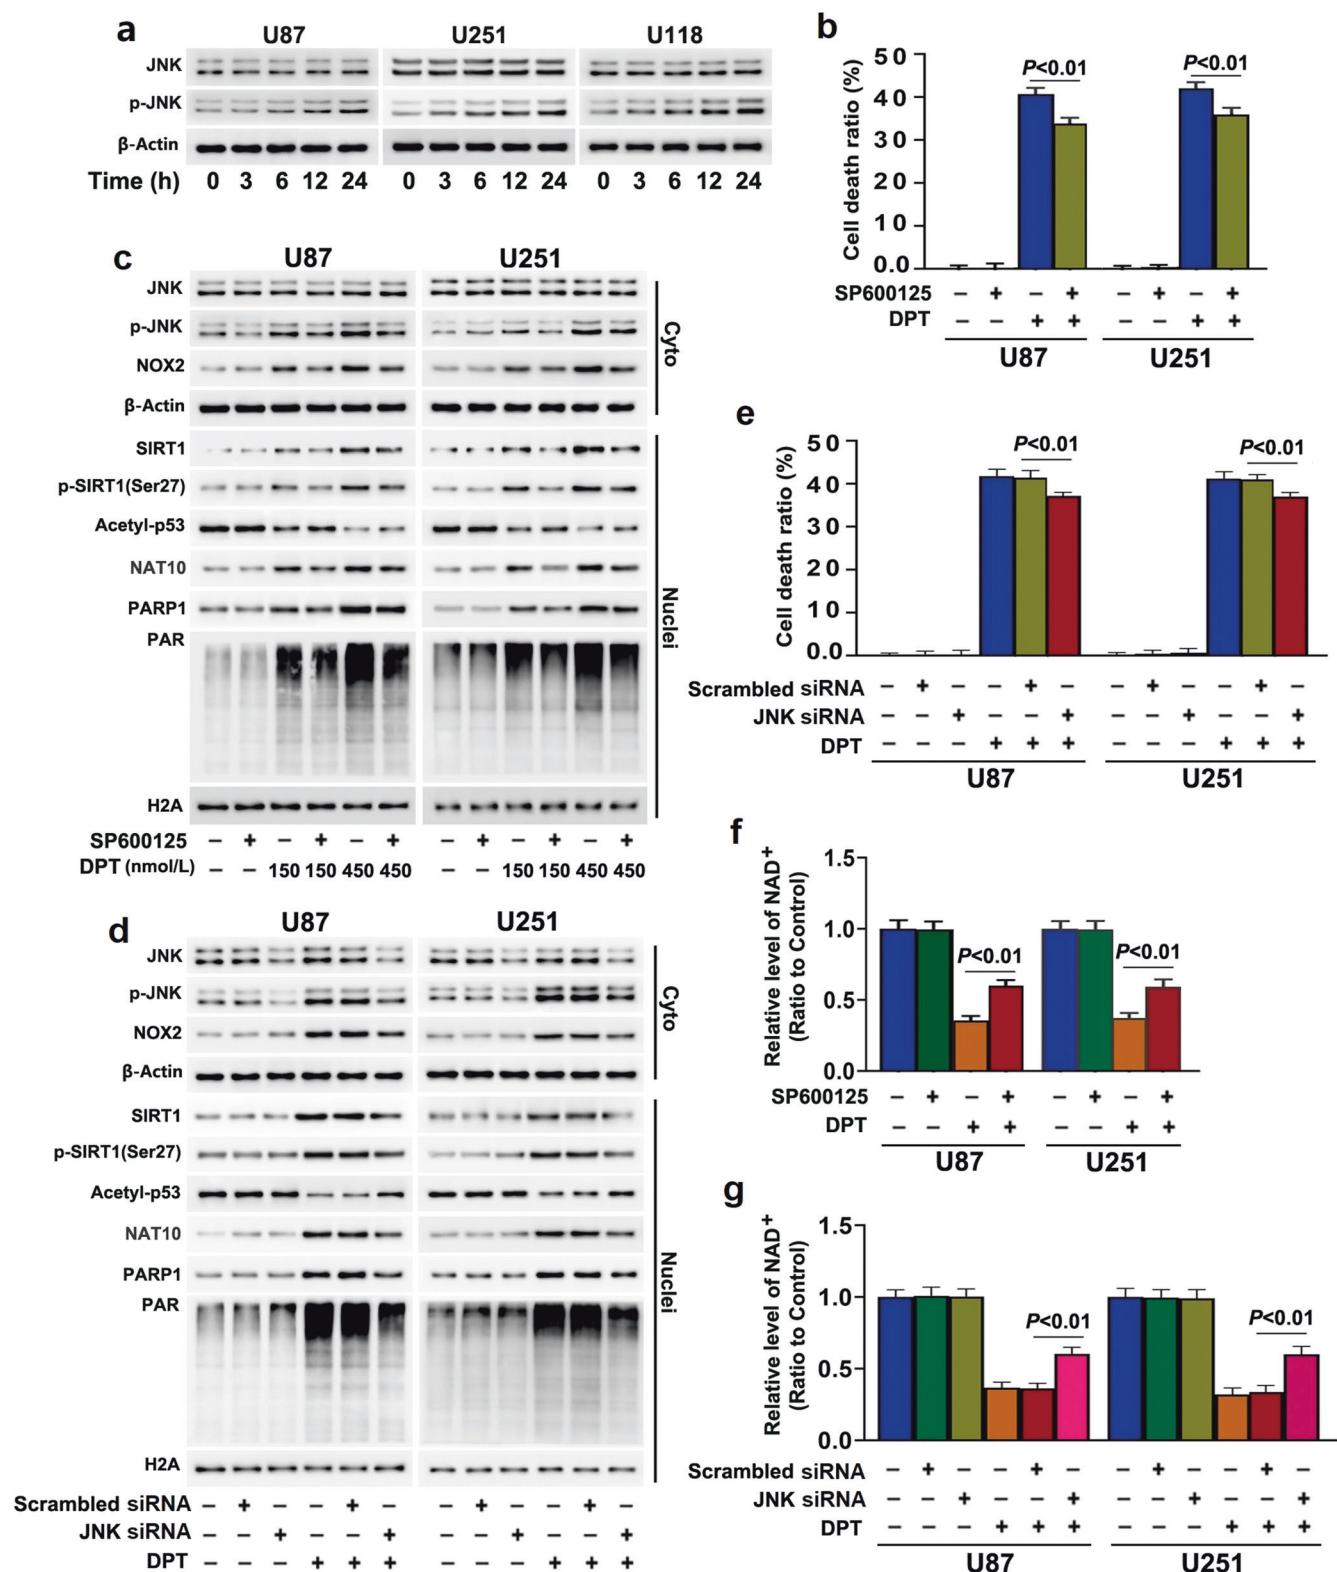 a
U87 U251 U118
JNK
p-JNK
β-Actin
Time (h) 0 3 6 12 24 0 3 6 12 24 0 3 6 12 24
b
Cell death ratio (%)
50
40
30
20
10
0.0
P<0.01 P<0.01
SP600125 – + – + – + – +
DPT – – + + – – + +
U87 U251
c
U87 U251
JNK
p-JNK
NOX2
β-Actin
Cyto
SIRT1
p-SIRT1(Ser27)
Acetyl-p53
NAT10
PARP1
PAR
H2A
Nuclei
SP600125 – + – + – + – + – + – +
DPT (nmol/L) – – 150 150 450 450 – – 150 150 450 450
d
U87 U251
JNK
p-JNK
NOX2
β-Actin
Cyto
SIRT1
p-SIRT1(Ser27)
Acetyl-p53
NAT10
PARP1
PAR
H2A
Nuclei
Scrambled siRNA – + – – + – – + – – + –
JNK siRNA – – + – – + – – + – – +
DPT – – – + + + – – – + + +
e
Cell death ratio (%)
50
40
30
20
10
0.0
P<0.01 P<0.01
Scrambled siRNA – + – – + – – + – – + –
JNK siRNA – – + – – + – – + – – +
DPT – – – + + + – – – + + +
U87 U251
f
Relative level of NAD+
(Ratio to Control)
1.5
1.0
0.5
0.0
P<0.01 P<0.01
SP600125 – + – + – + – +
DPT – – + + – – + +
U87 U251
g
Relative level of NAD+
(Ratio to Control)
1.5
1.0
0.5
0.0
P<0.01 P<0.01
Scrambled siRNA – + – – + – – + – – + –
JNK siRNA – – + – – + – – + – – +
DPT – – – + + + – – – + + +
U87 U251